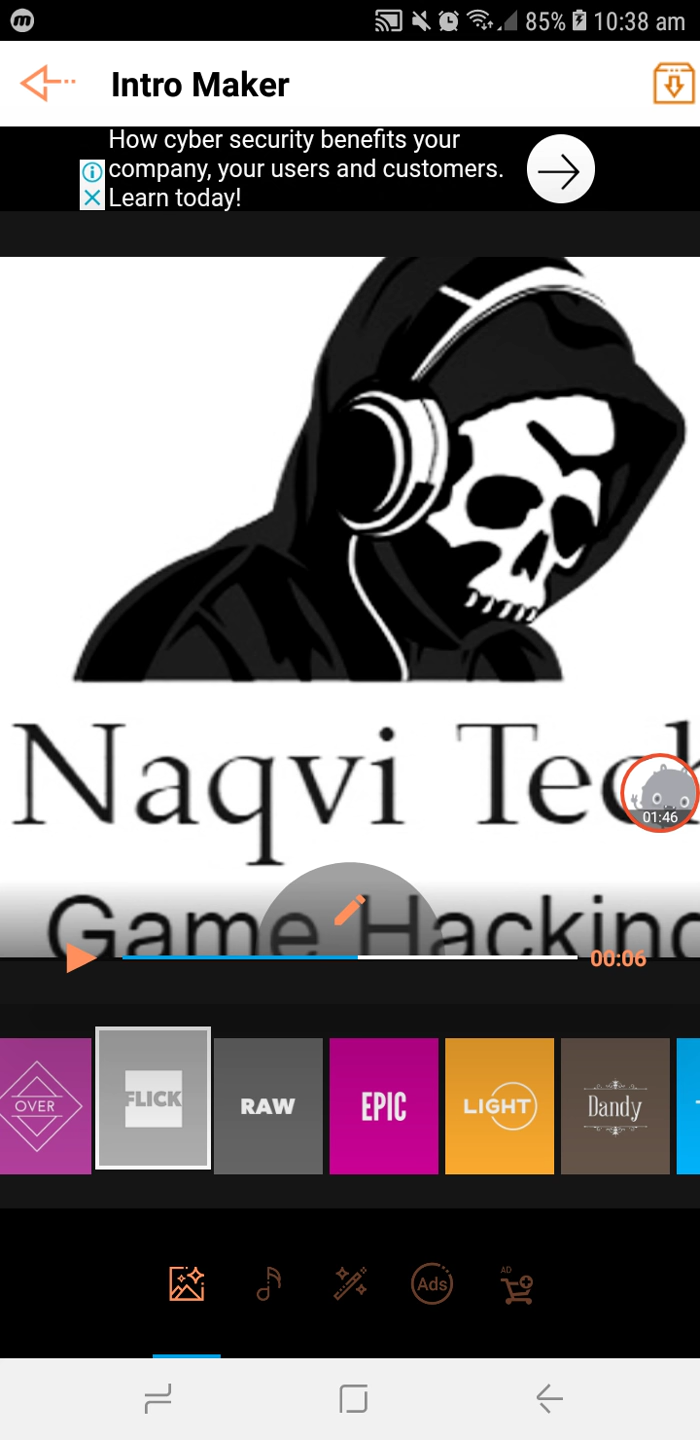 85% 10:38 am
Intro Maker
How cyber security benefits your
company, your users and customers.
Learn today!
Naqvi Tec
01:46
Game Hacking
00:06
OVER
FLICK
RAW
EPIC
LIGHT
Dandy
Ads
AD